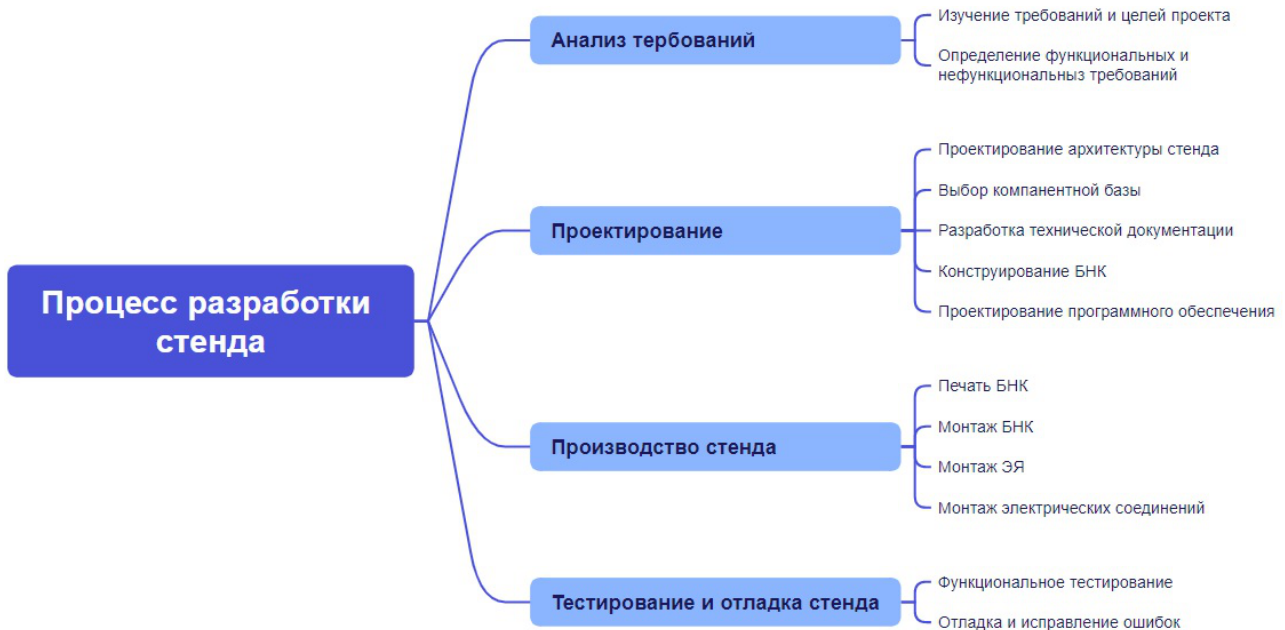 Процесс разработки
стенда
Анализ тербований
Изучение требований и целей проекта
Определение функциональных и
нефункциональныз требований
Проектирование
Проектирование архитектуры стенда
Выбор компанентной базы
Разработка технической документации
Конструирование БНК
Проектирование программного обеспечения
Производство стенда
Печать БНК
Монтаж БНК
Монтаж ЭЯ
Монтаж электрических соединений
Тестирование и отладка стенда
Функциональное тестирование
Отладка и исправление ошибок